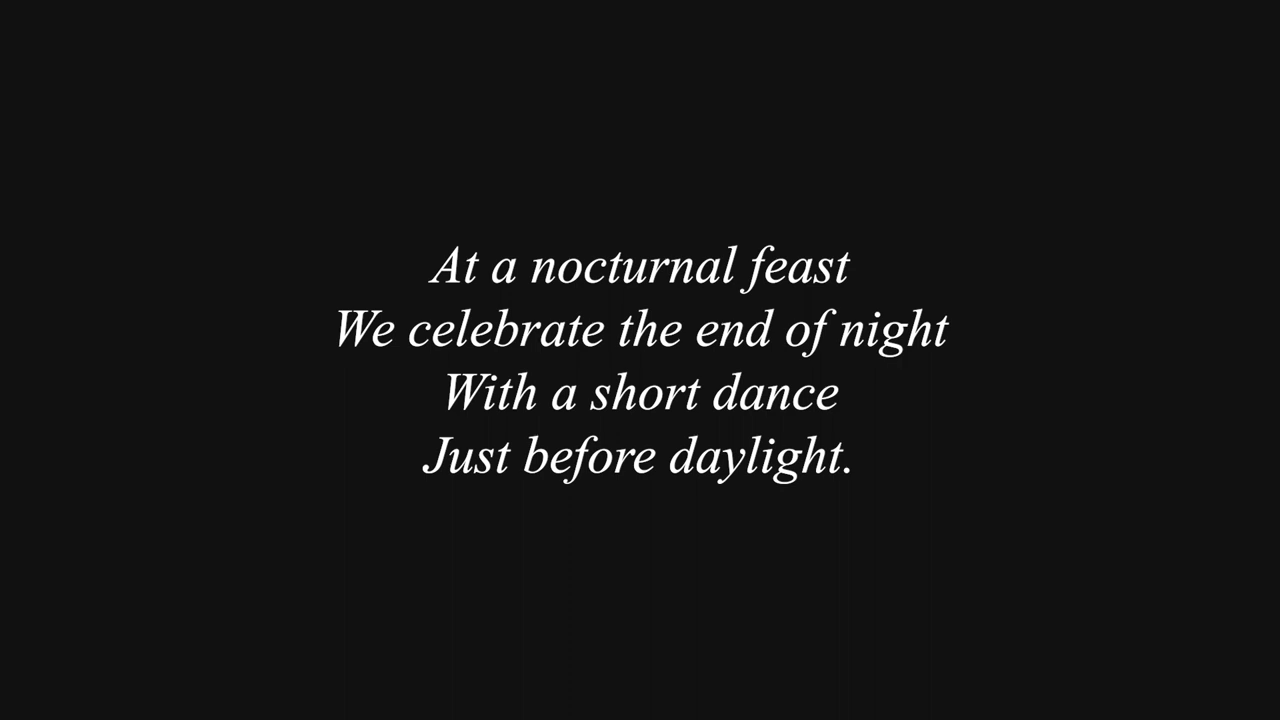 At a nocturnal feast
We celebrate the end of night
With a short dance
Just before daylight.